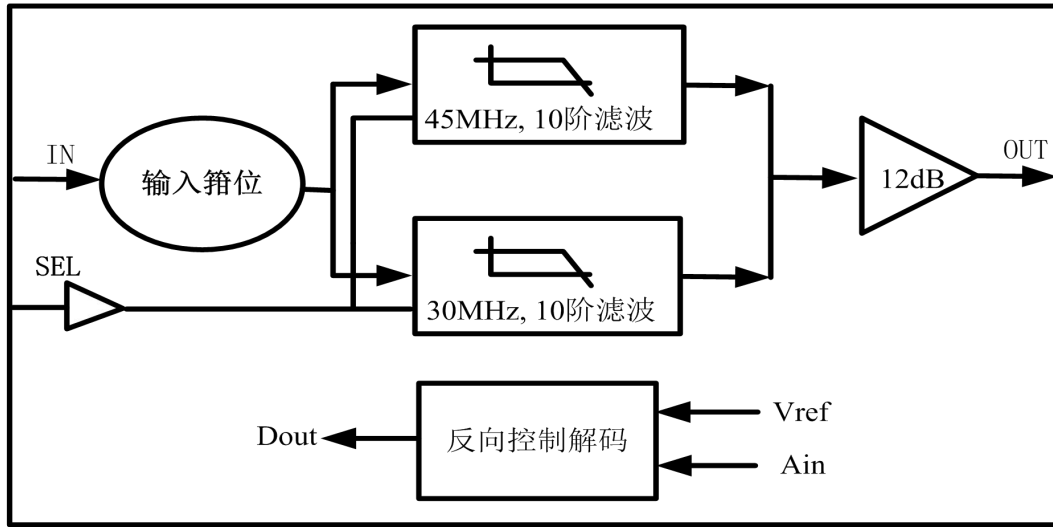 IN
输入箝位
SEL
45MHz, 10阶滤波
30MHz, 10阶滤波
12dB
OUT
Dout
反向控制解码
Vref
Ain